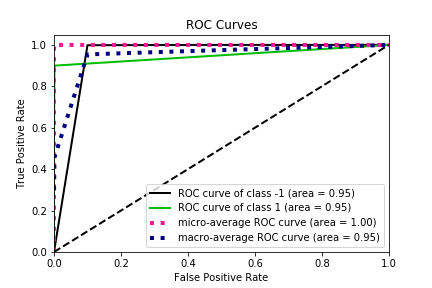 ROC Curves
True Positive Rate
1.0
0.8
0.6
0.4
0.2
0.0
ROC curve of class -1 (area = 0.95)
ROC curve of class 1 (area = 0.95)
micro-average ROC curve (area = 1.00)
macro-average ROC curve (area = 0.95)
0.0 0.2 0.4 0.6 0.8 1.0
False Positive Rate